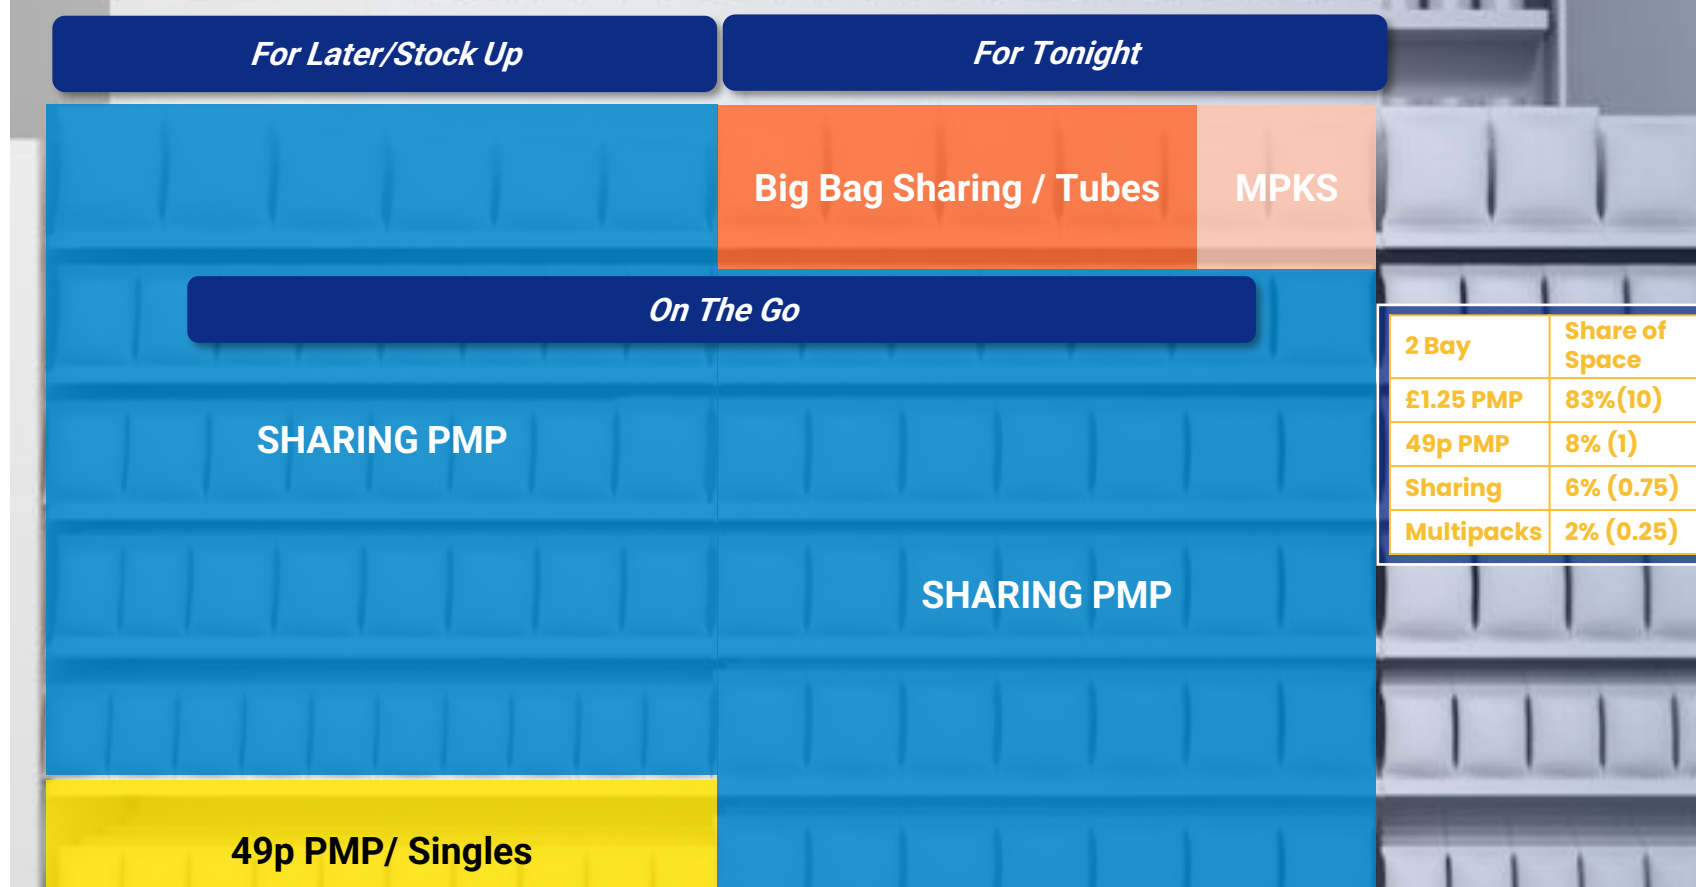 For Later/Stock Up
For Tonight
Big Bag Sharing / Tubes
MPKS
On The Go
SHARING PMP
SHARING PMP
49p PMP/ Singles
2 Bay
Share of
Space
£1.25 PMP
83%(10)
49p PMP
8% (1)
Sharing
6% (0.75)
Multipacks
2% (0.25)